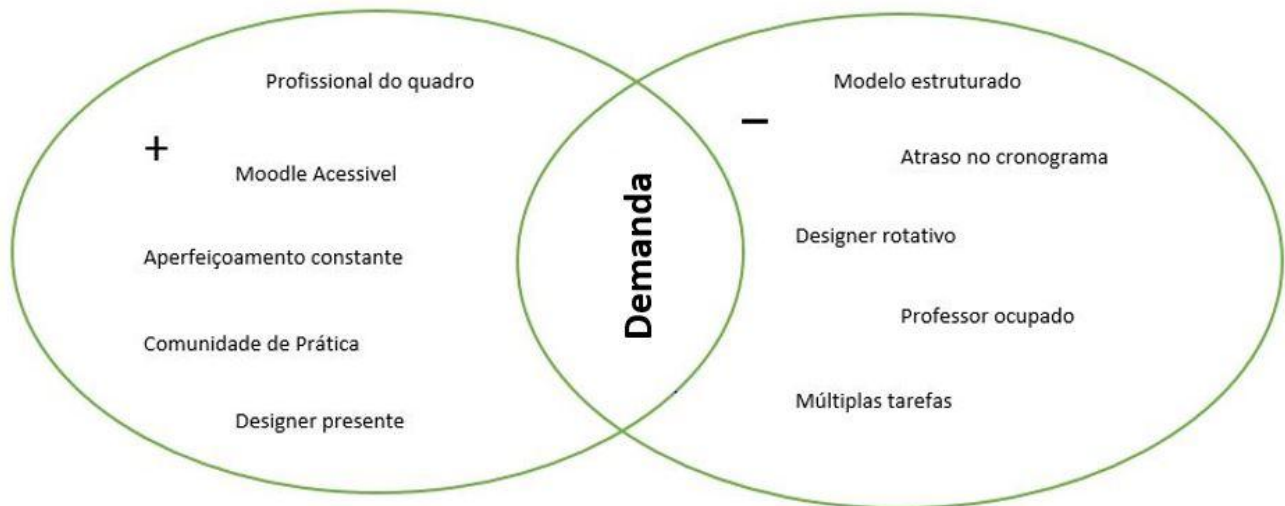 +
Profissional do quadro
Moodle Acessivel
Aperfeiçoamento constante
Comunidade de Prática
Designer presente
Demanda
–
Modelo estruturado
Atraso no cronograma
Designer rotativo
Professor ocupado
Múltiplas tarefas